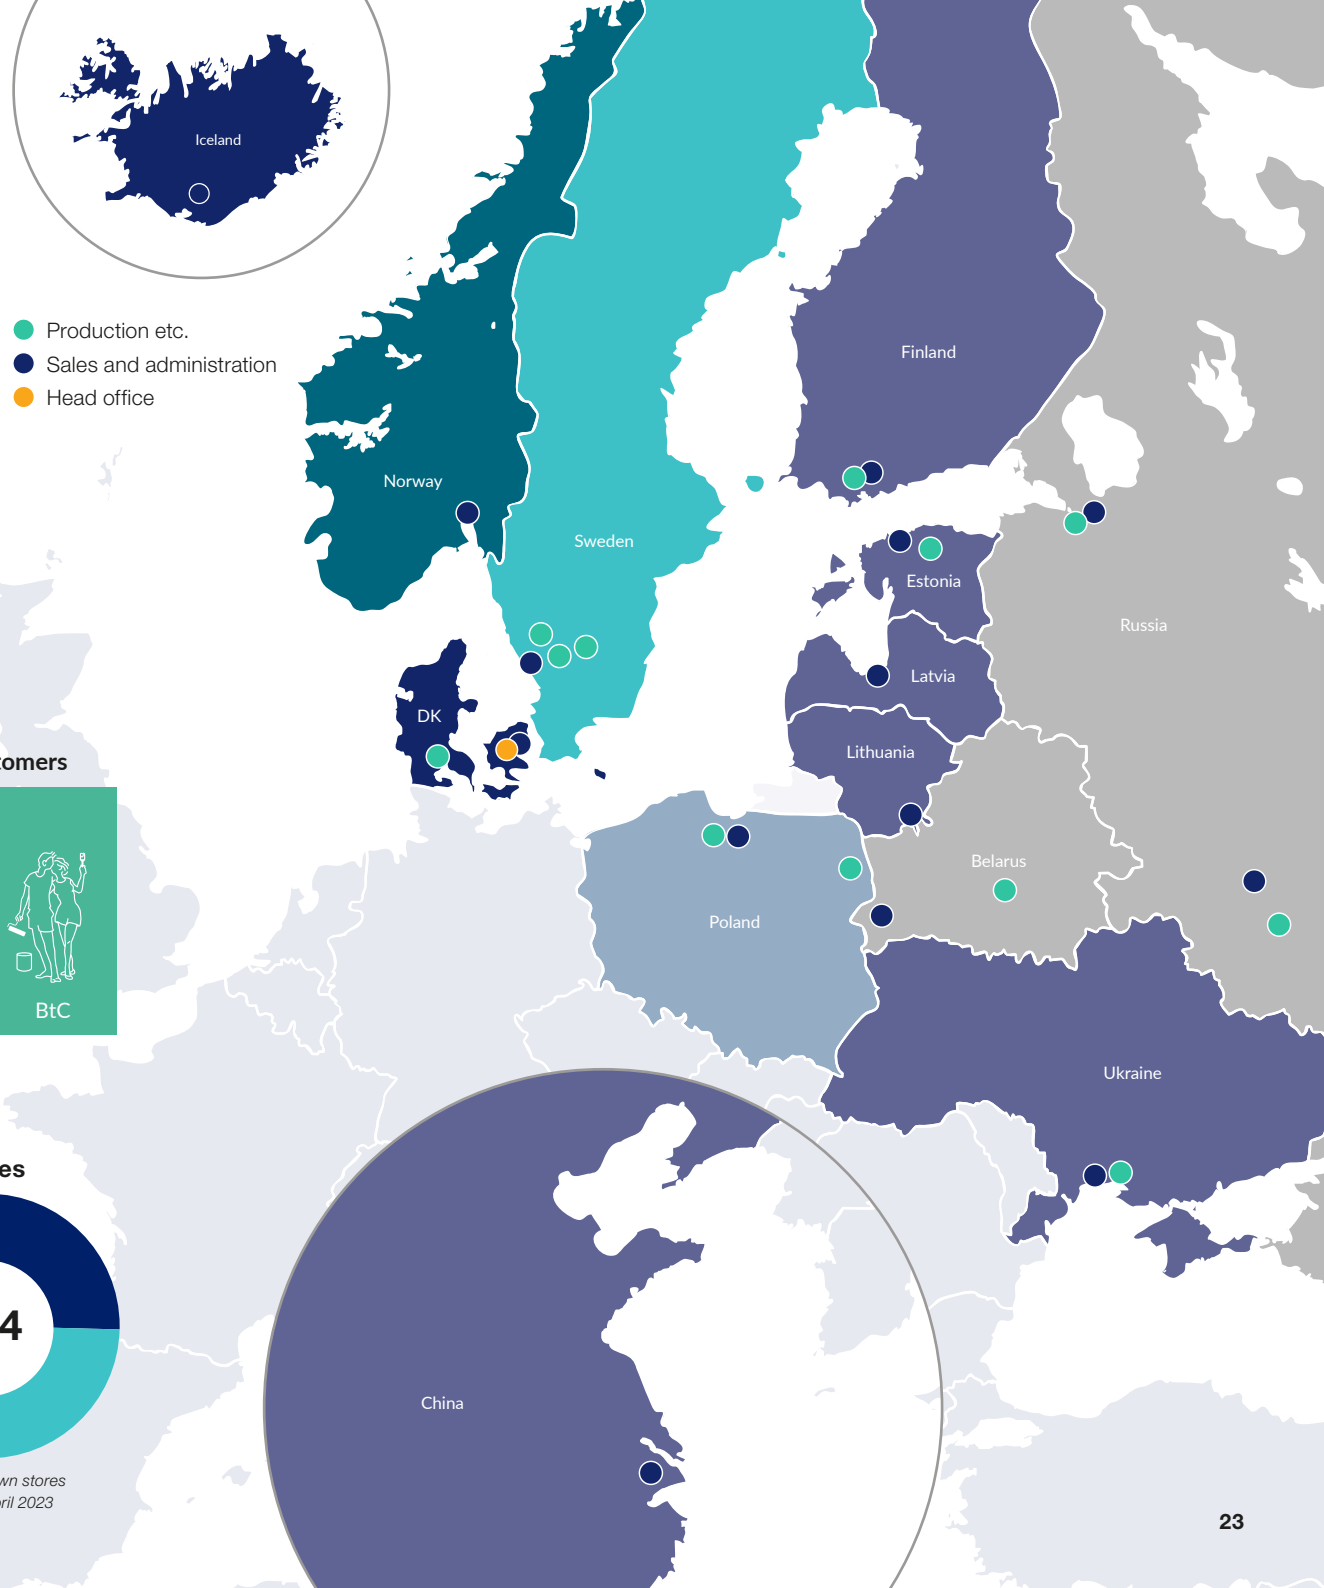 Iceland
Production etc.
Sales and administration
Head office
Finland
Norway
Sweden
Estonia
Russia
Latvia
DK
Lithuania
tomers
Belarus
Poland
BtC
Ukraine
es
4
China
wn stores
ril 2023
23